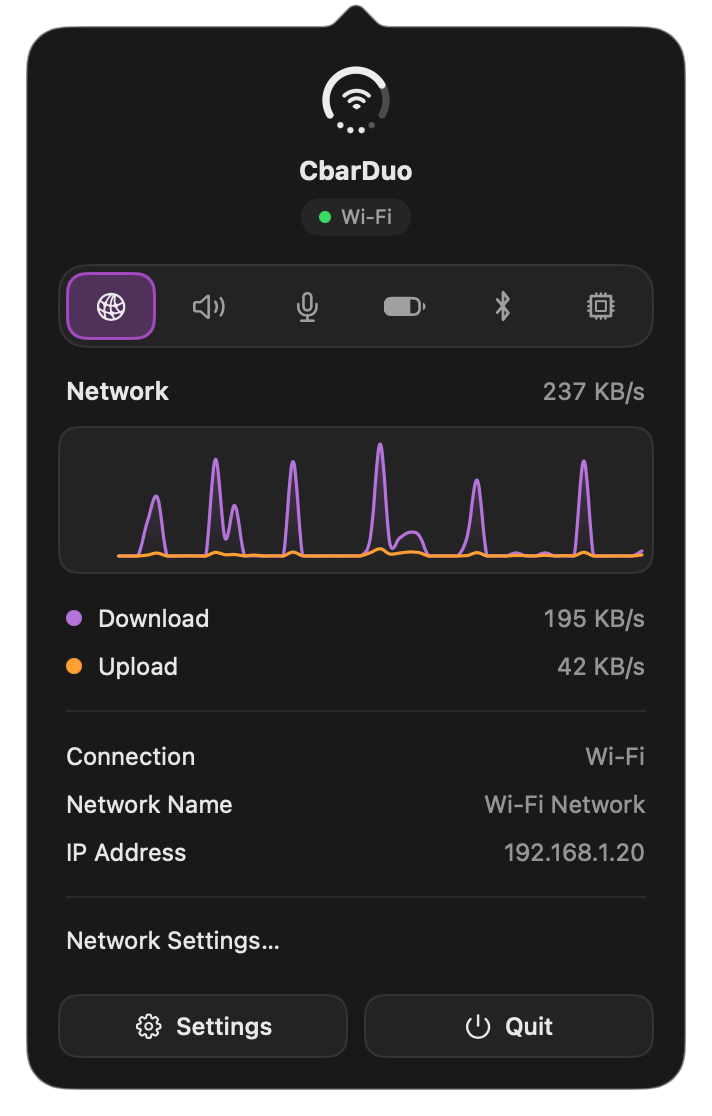 CbarDuo
Wi-Fi
Network 237 KB/s
Download 195 KB/s
Upload 42 KB/s
Connection Wi-Fi
Network Name Wi-Fi Network
IP Address 192.168.1.20
Network Settings...
Settings Quit